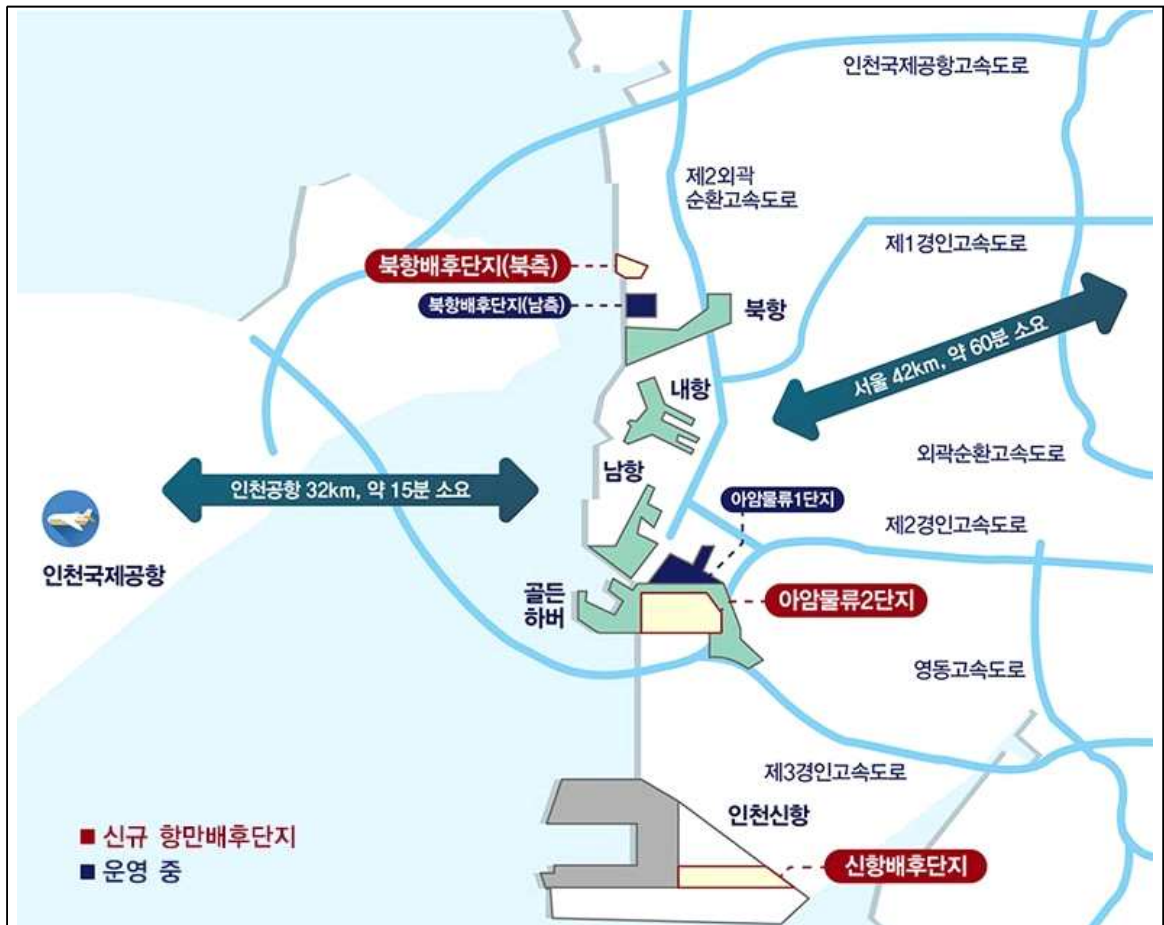 인천국제공항고속도로
제2외곽
순환고속도로
제1경인고속도로
북항배후단지(북측)
북항배후단지(남측)
북항
서울 42km, 약 60분 소요
내항
외곽순환고속도로
남항
인천공항 32km, 약 15분 소요
아암물류1단지
제2경인고속도로
인천국제공항
골든
하버
아암물류2단지
영동고속도로
제3경인고속도로
인천신항
신규 항만배후단지
신항배후단지
운영 중